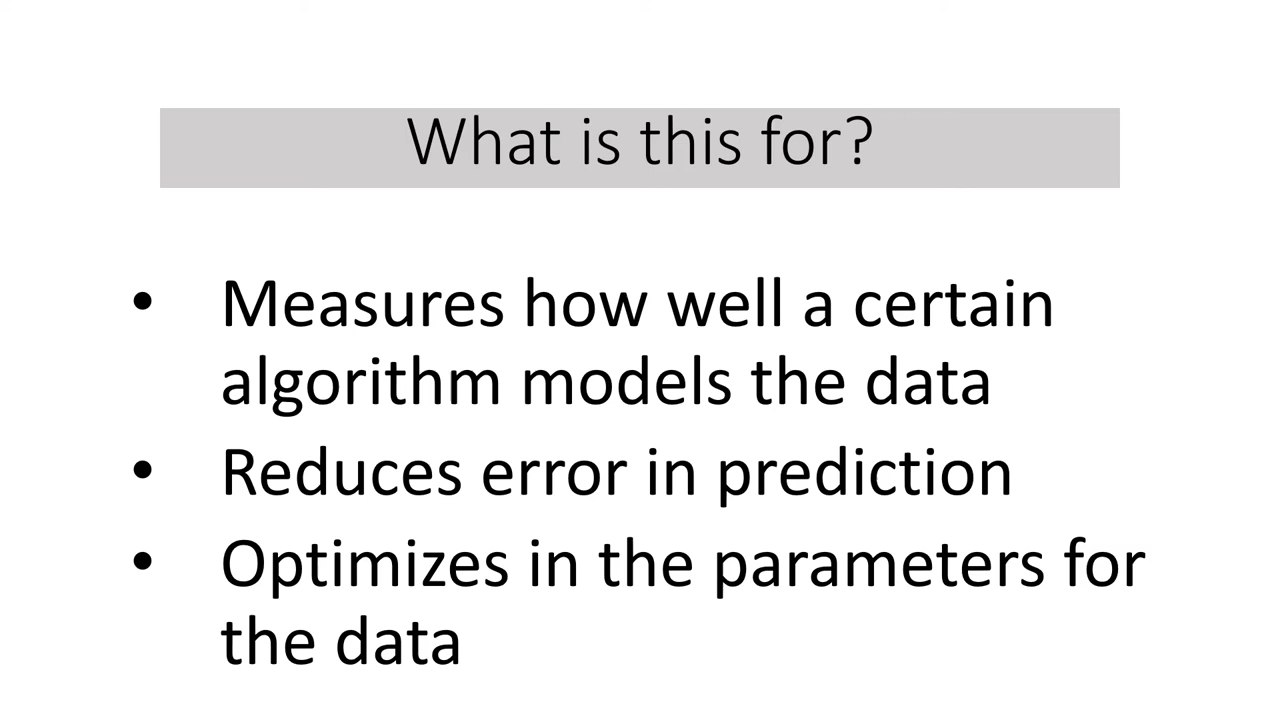 What is this for?
• Measures how well a certain
algorithm models the data
• Reduces error in prediction
• Optimizes in the parameters for
the data